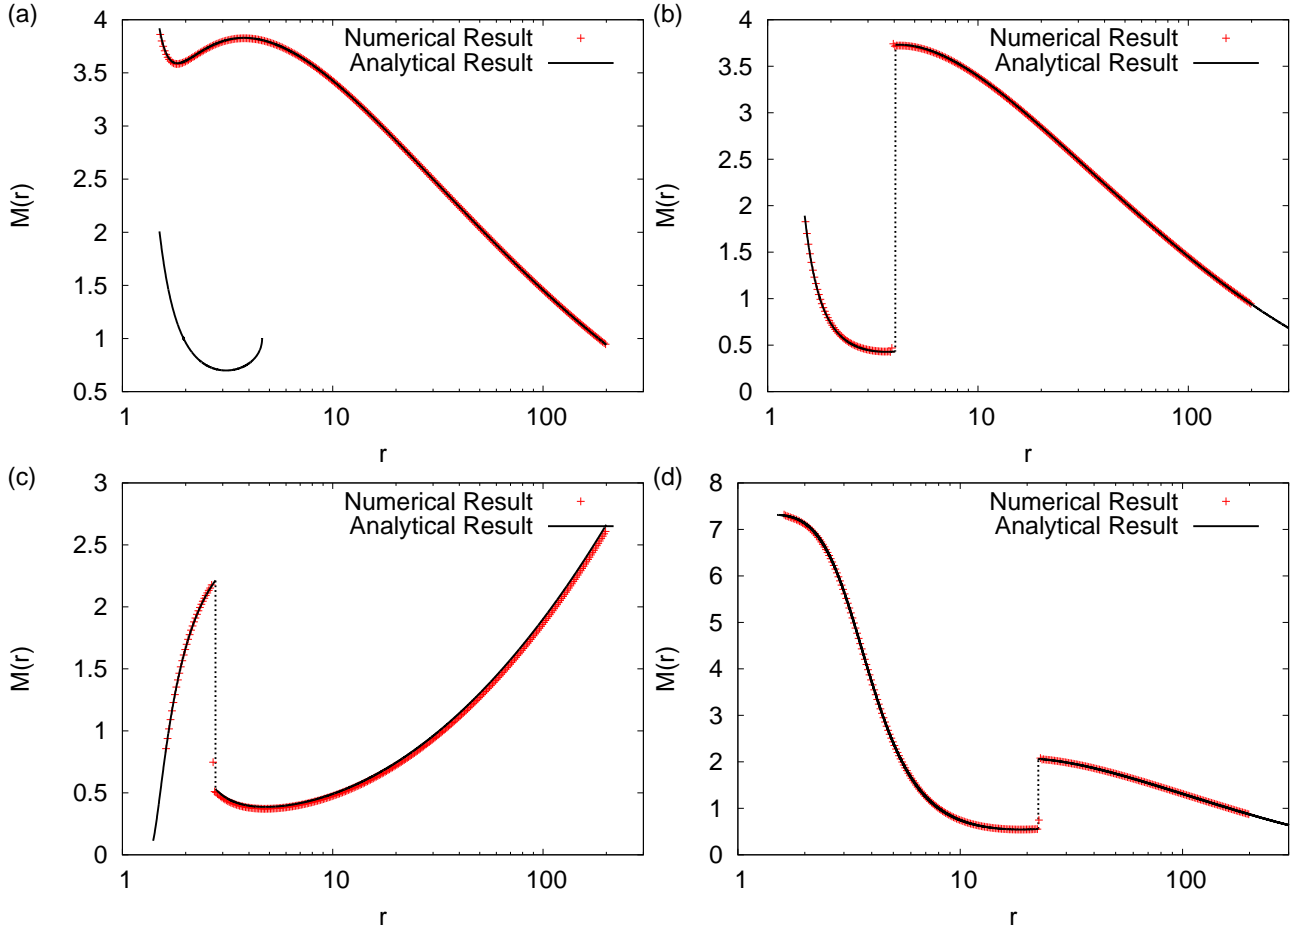 (a)
4
3.5
3
2.5
2
1.5
1
0.5
M(r)
Numerical Result
Analytical Result
1
10
100
r
(b)
4
3.5
3
2.5
2
1.5
1
0.5
0
M(r)
Numerical Result
Analytical Result
1
10
100
r
(c)
3
2.5
2
1.5
1
0.5
0
M(r)
Numerical Result
Analytical Result
1
10
100
r
(d)
8
7
6
5
4
3
2
1
0
M(r)
Numerical Result
Analytical Result
1
10
100
r